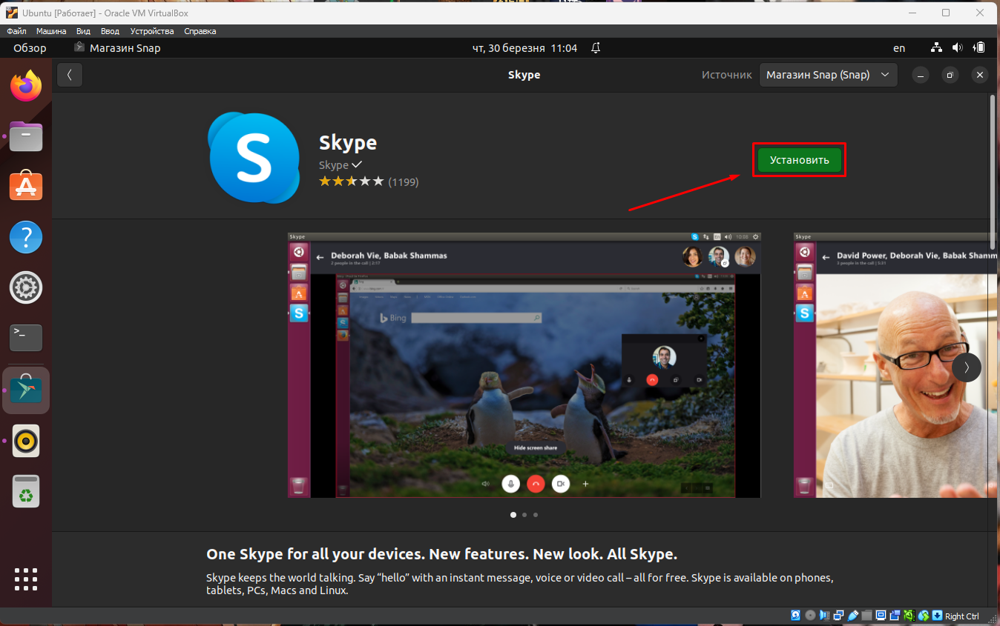 Ubuntu [Работает] - Oracle VM VirtualBox
Файл Машина Вид Ввод Устройства Справка
Обзор Магазин Snap чт, 30 березня 11:04 en
Skype Источник Магазин Snap (Snap)
S
Skype
Skype
(1199)
Установить
Skype
10:08
Deborah Vie, Babak Shammas
2 people in the call | 2:17
Bing
Hide screen share
Skype
David Power, Deborah Vie, Babak Shamm
3 people in the call | 5:31
One Skype for all your devices. New features. New look. All Skype.
Skype keeps the world talking. Say “hello” with an instant message, voice or video call – all for free. Skype is available on phones,
tablets, PCs, Macs and Linux.
Right Ctrl